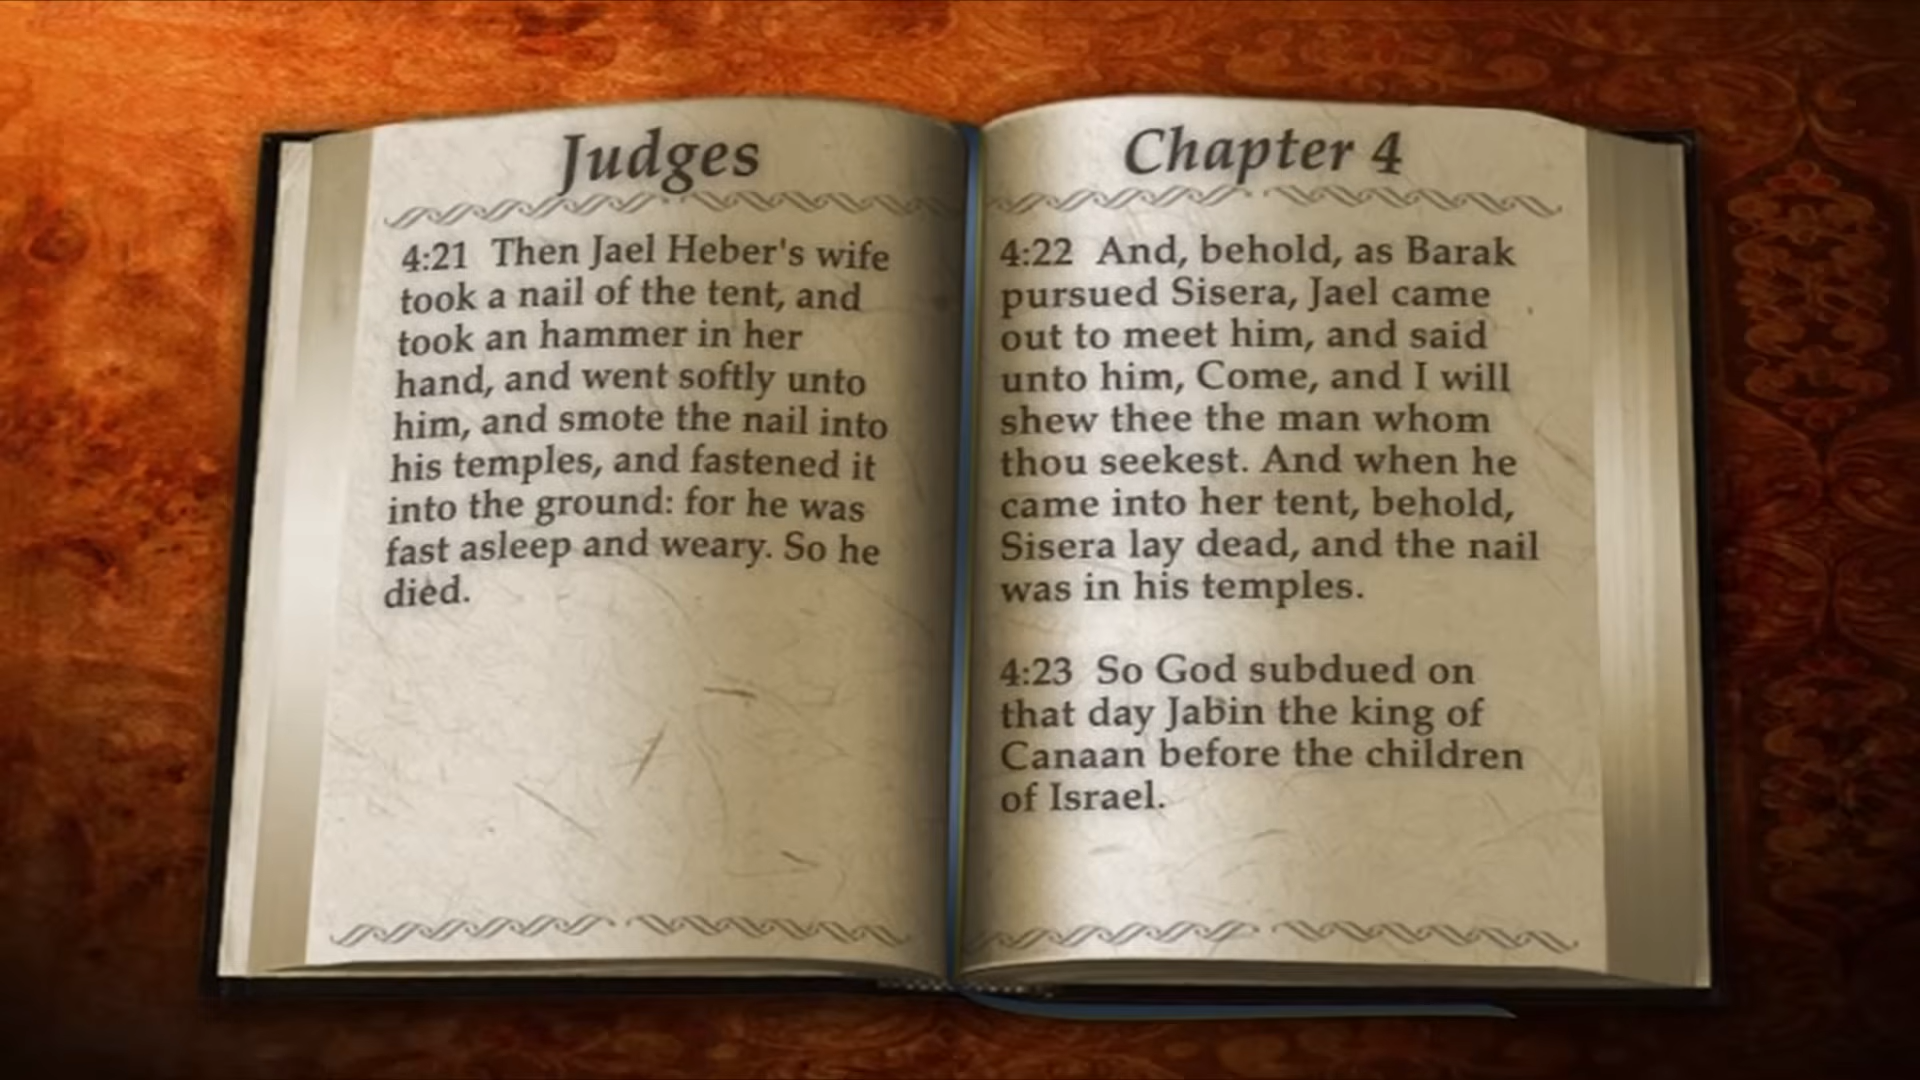 Judges
4:21 Then Jael Heber's wife
took a nail of the tent, and
took an hammer in her
hand, and went softly unto
him, and smote the nail into
his temples, and fastened it
into the ground: for he was
fast asleep and weary. So he
died.
Chapter 4
4:22 And, behold, as Barak
pursued Sisera, Jael came
out to meet him, and said
unto him, Come, and I will
shew thee the man whom
thou seekest. And when he
came into her tent, behold,
Sisera lay dead, and the nail
was in his temples.
4:23 So God subdued on
that day Jabin the king of
Canaan before the children
of Israel.